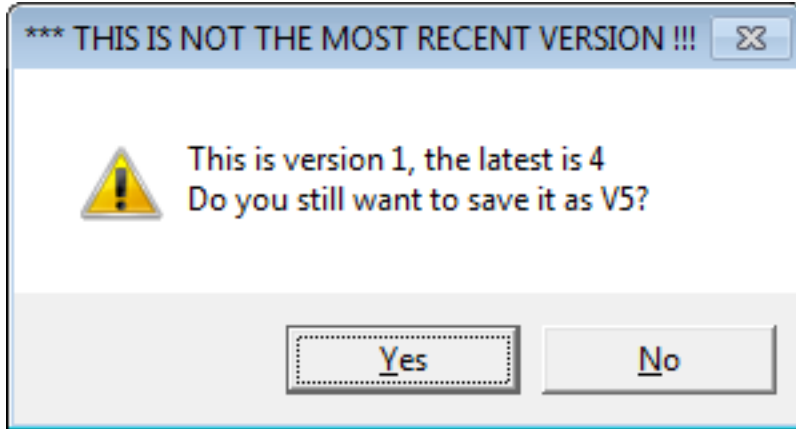 *** THIS IS NOT THE MOST RECENT VERSION !!!
This is version 1, the latest is 4
Do you still want to save it as V5?
Yes
No